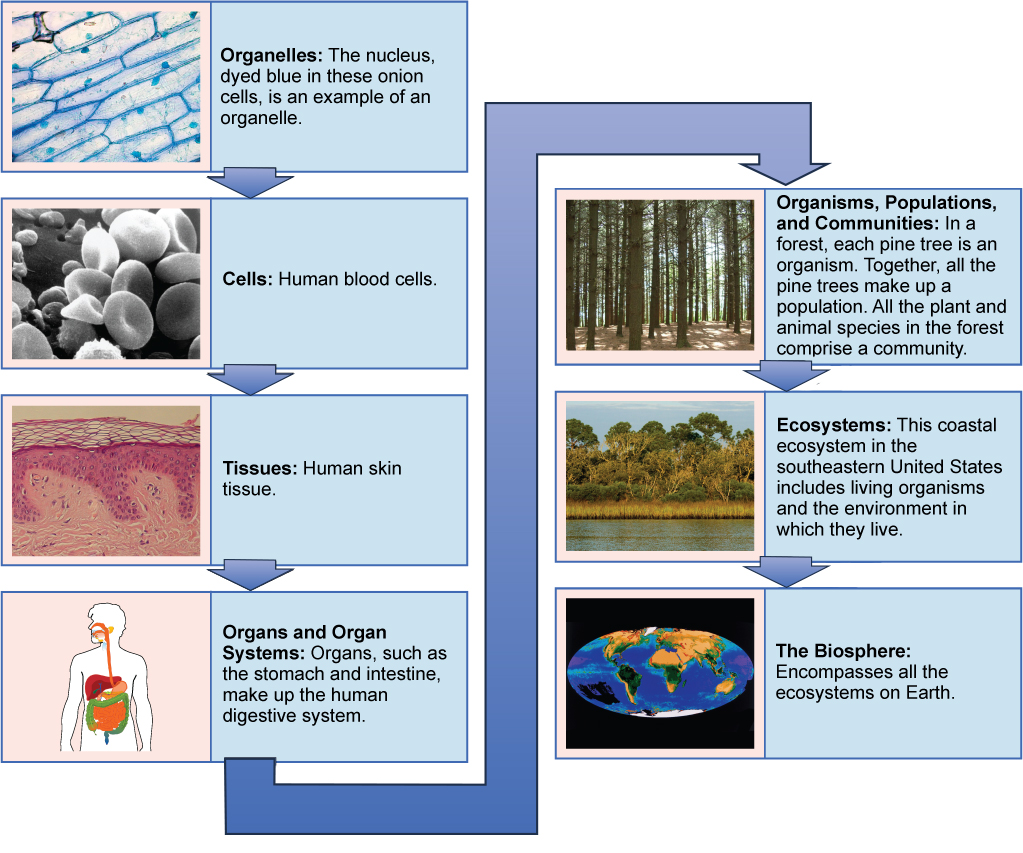 Organelles: The nucleus,
dyed blue in these onion
cells, is an example of an
organelle.
Cells: Human blood cells.
Tissues: Human skin
tissue.
Organs and Organ
Systems: Organs, such as
the stomach and intestine,
make up the human
digestive system.
Organisms, Populations,
and Communities: In a
forest, each pine tree is an
organism. Together, all the
pine trees make up a
population. All the plant and
animal species in the forest
comprise a community.
Ecosystems: This coastal
ecosystem in the
southeastern United States
includes living organisms
and the environment in
which they live.
The Biosphere:
Encompasses all the
ecosystems on Earth.